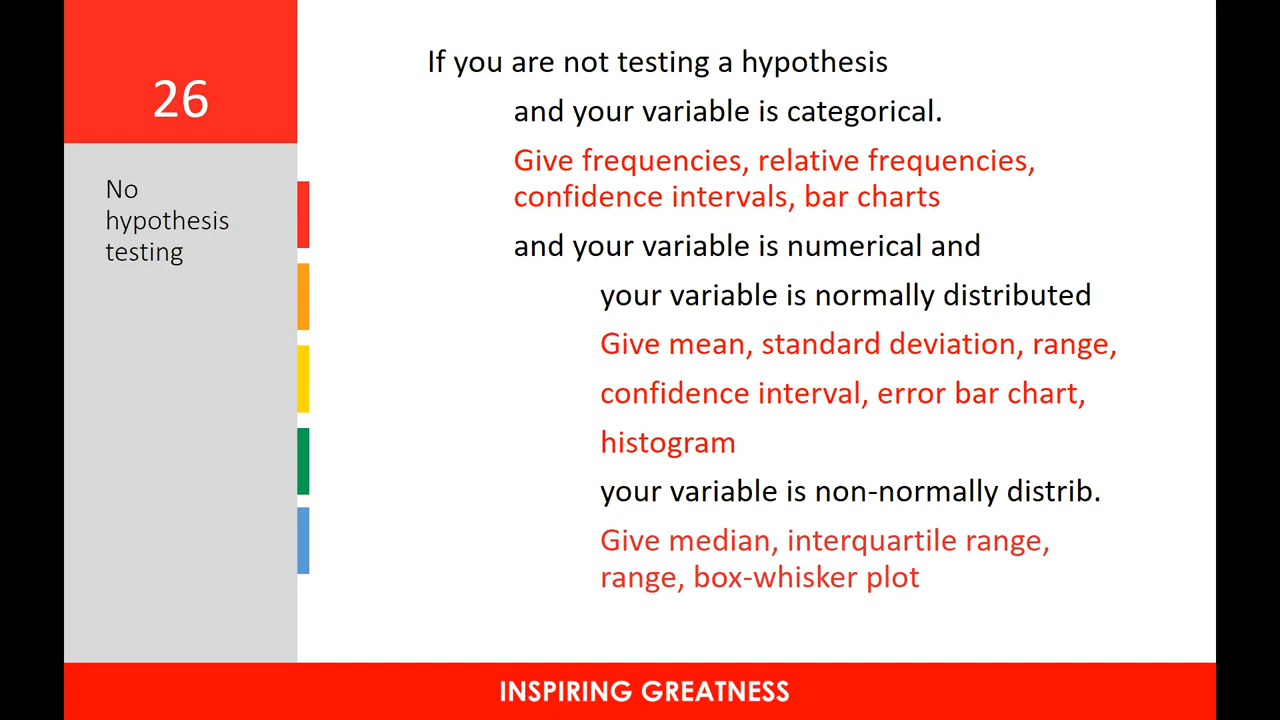 26
No
hypothesis
testing
If you are not testing a hypothesis
and your variable is categorical.
Give frequencies, relative frequencies,
confidence intervals, bar charts
and your variable is numerical and
your variable is normally distributed
Give mean, standard deviation, range,
confidence interval, error bar chart,
histogram
your variable is non-normally distrib.
Give median, interquartile range,
range, box-whisker plot
INSPIRING GREATNESS